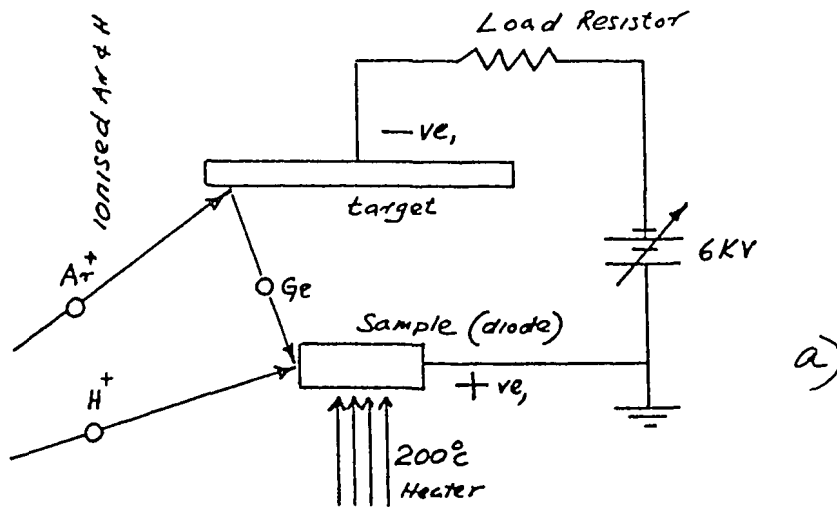 Load Resistor
Ionised Ar & H
-ve,
target
Ar+
Ge
6KV
Sample (diode)
+ve,
a)
H+
200°c
Heater